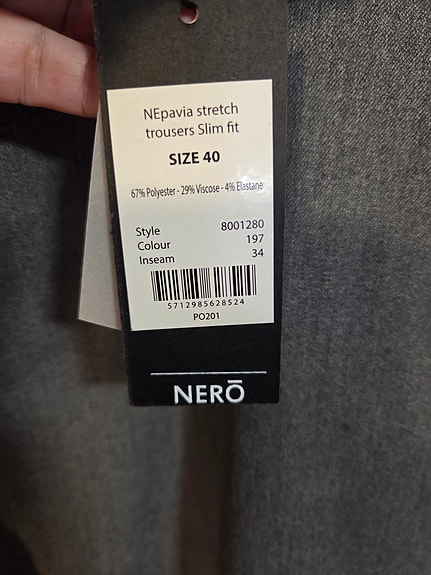 NEpavia stretch
trousers Slim fit
SIZE 40
67% Polyester - 29% Viscose - 4% Elastane
Style 8001280
Colour 197
Inseam 34
5712985628524
PO201
NERŌ